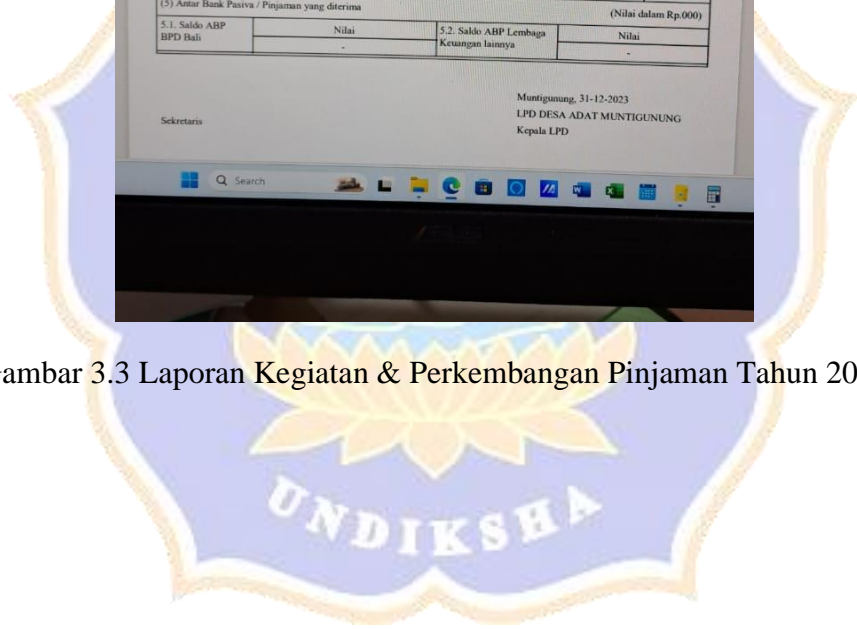 (5) Antar Bank Pasiva / Pinjaman yang diterima
(Nilai dalam Rp.000)
5.1. Saldo ABP BPD Bali
Nilai
-
5.2. Saldo ABP Lembaga Keuangan lainnya
Nilai
-
Muntigunung, 31-12-2023
LPD DESA ADAT MUNTIGUNUNG
Sekretaris
Kepala LPD
Search
ambar 3.3 Laporan Kegiatan & Perkembangan Pinjaman Tahun 20
UNDIKSHA